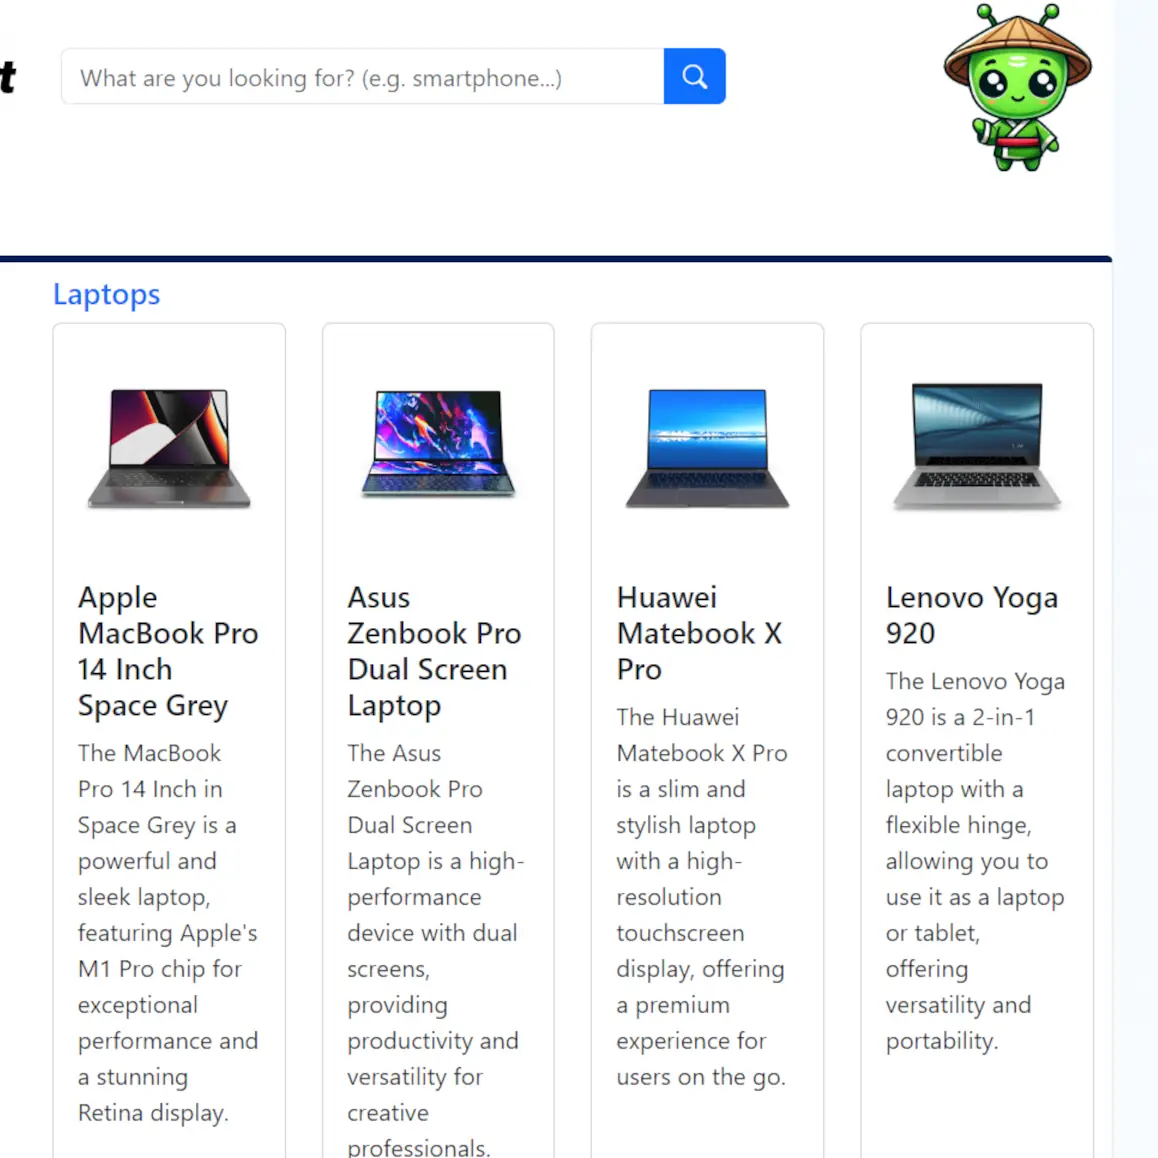 t
What are you looking for? (e.g. smartphone...)
Laptops
Apple
MacBook Pro
14 Inch
Space Grey
The MacBook
Pro 14 Inch in
Space Grey is a
powerful and
sleek laptop,
featuring Apple's
M1 Pro chip for
exceptional
performance and
a stunning
Retina display.
Asus
Zenbook Pro
Dual Screen
Laptop
The Asus
Zenbook Pro
Dual Screen
Laptop is a high-
performance
device with dual
screens,
providing
productivity and
versatility for
creative
professionals.
Huawei
Matebook X
Pro
The Huawei
Matebook X Pro
is a slim and
stylish laptop
with a high-
resolution
touchscreen
display, offering
a premium
experience for
users on the go.
Lenovo Yoga
920
The Lenovo Yoga
920 is a 2-in-1
convertible
laptop with a
flexible hinge,
allowing you to
use it as a laptop
or tablet,
offering
versatility and
portability.